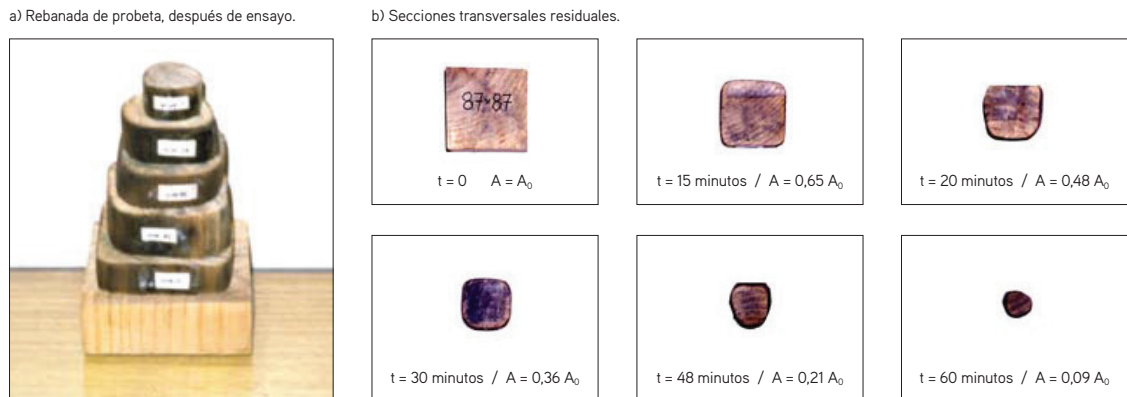 a) Rebanada de probeta, después de ensayo.
b) Secciones transversales residuales.
87x87
t = 0 A = A₀
t = 15 minutos / A = 0,65 A₀
t = 20 minutos / A = 0,48 A₀
t = 30 minutos / A = 0,36 A₀
t = 48 minutos / A = 0,21 A₀
t = 60 minutos / A = 0,09 A₀